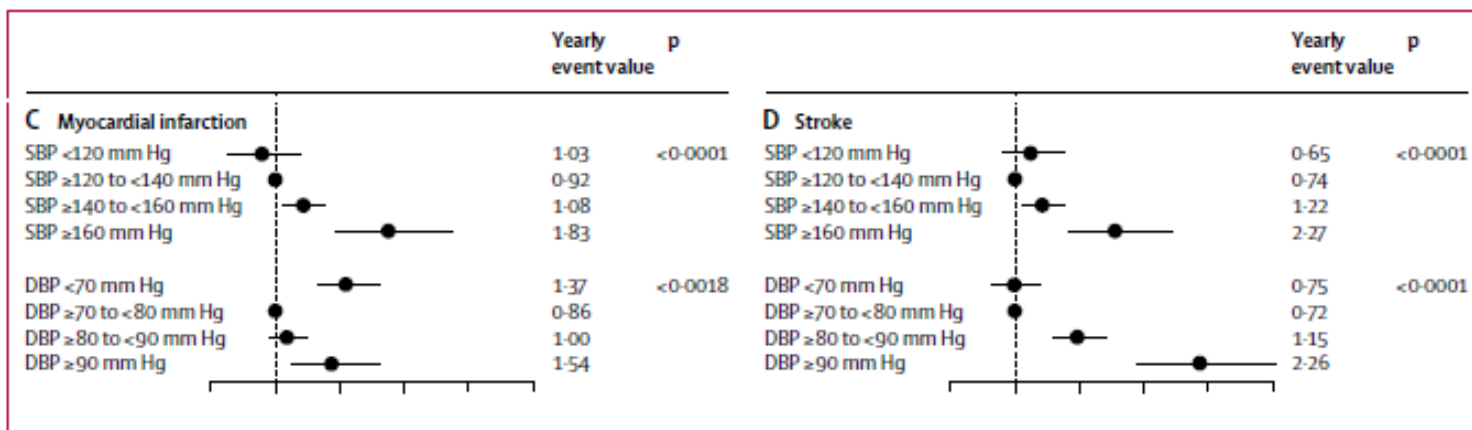 Yearly p Yearly p
event value event value
C Myocardial infarction D Stroke
SBP <120 mm Hg 1·03 <0·0001 SBP <120 mm Hg 0·65 <0·0001
SBP ≥120 to <140 mm Hg 0·92 SBP ≥120 to <140 mm Hg 0·74
SBP ≥140 to <160 mm Hg 1·08 SBP ≥140 to <160 mm Hg 1·22
SBP ≥160 mm Hg 1·83 SBP ≥160 mm Hg 2·27
DBP <70 mm Hg 1·37 <0·0018 DBP <70 mm Hg 0·75 <0·0001
DBP ≥70 to <80 mm Hg 0·86 DBP ≥70 to <80 mm Hg 0·72
DBP ≥80 to <90 mm Hg 1·00 DBP ≥80 to <90 mm Hg 1·15
DBP ≥90 mm Hg 1·54 DBP ≥90 mm Hg 2·26